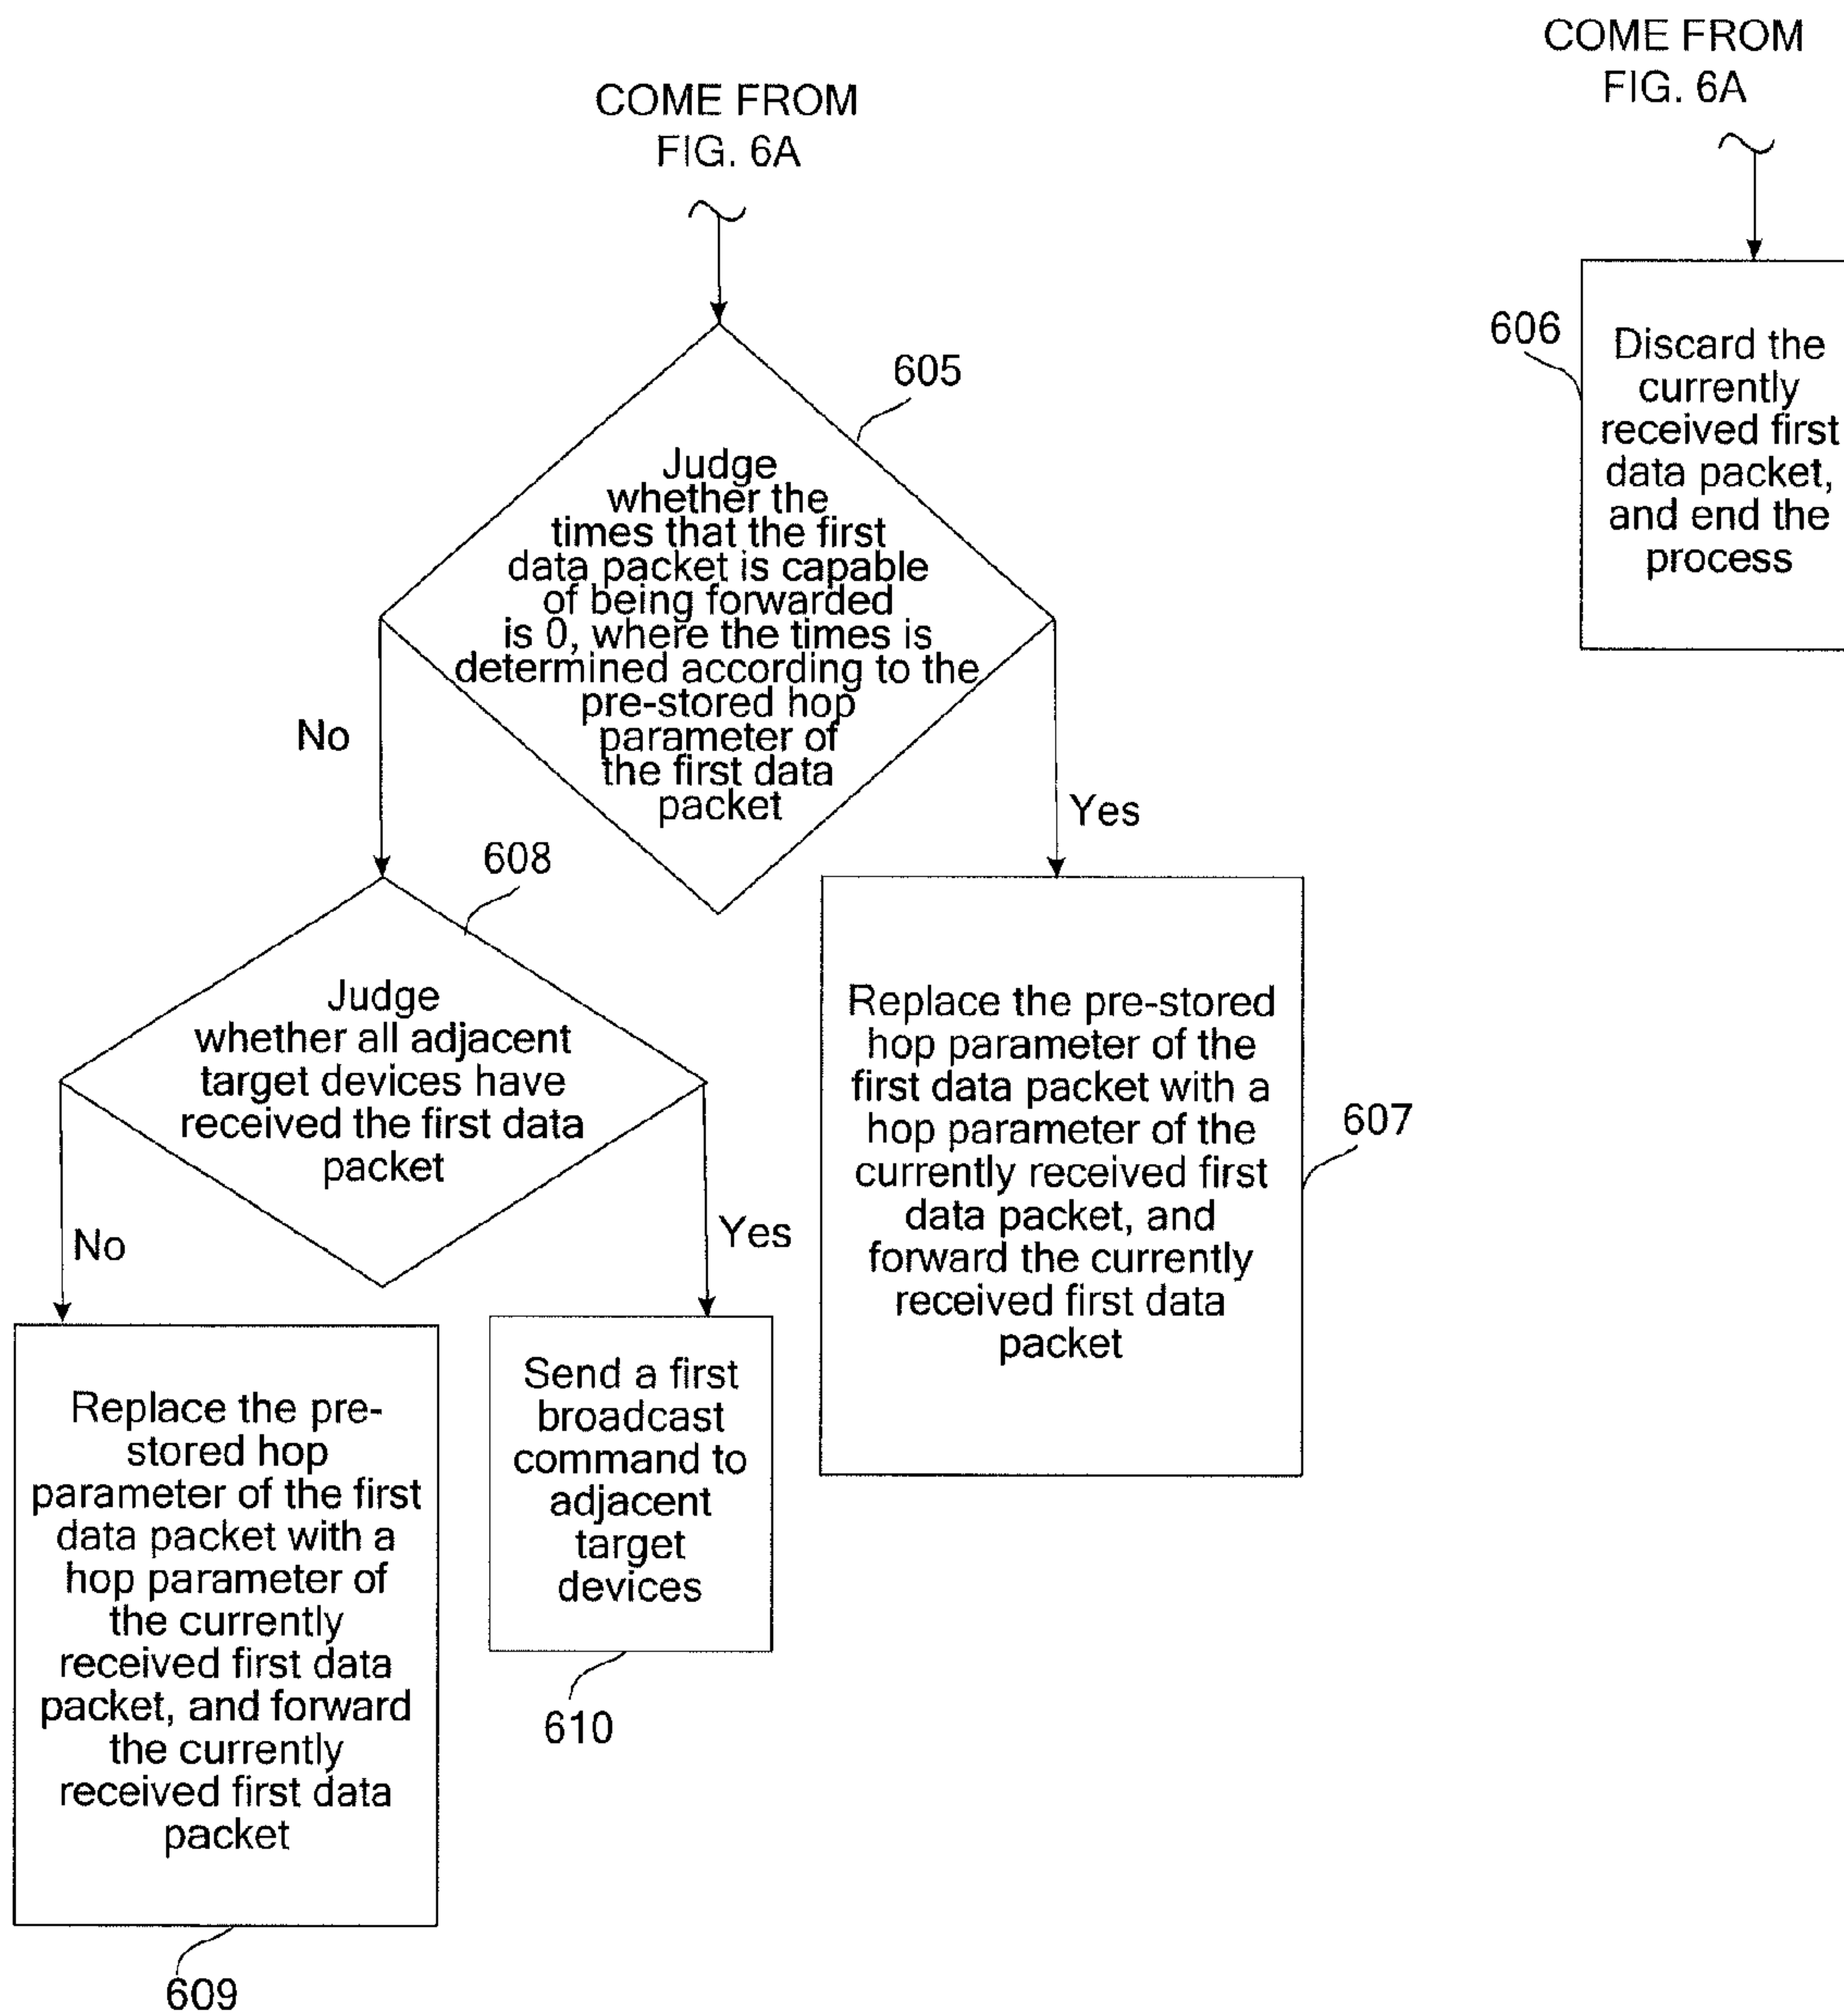 COME FROM
FIG. 6A
COME FROM
FIG. 6A
605
Judge
whether the
times that the first
data packet is capable
of being forwarded
is 0, where the times is
determined according to the
pre-stored hop
parameter of
the first data
packet
606
Discard the
currently
received first
data packet,
and end the
process
No
Yes
608
Judge
whether all adjacent
target devices have
received the first data
packet
Replace the pre-stored
hop parameter of the
first data packet with a
hop parameter of the
currently received first
data packet, and
forward the currently
received first data
packet
607
No
Yes
Replace the pre-
stored hop
parameter of the first
data packet with a
hop parameter of
the currently
received first data
packet, and forward
the currently
received first data
packet
609
Send a first
broadcast
command to
adjacent
target
devices
610